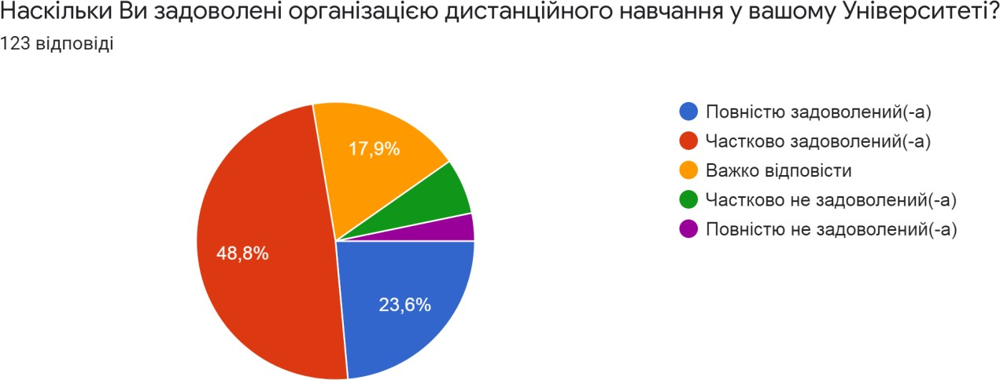 Наскільки Ви задоволені організацією дистанційного навчання у вашому Університеті?
123 відповіді
17,9%
48,8%
23,6%
Повністю задоволений(-а)
Частково задоволений(-а)
Важко відповісти
Частково не задоволений(-а)
Повністю не задоволений(-а)